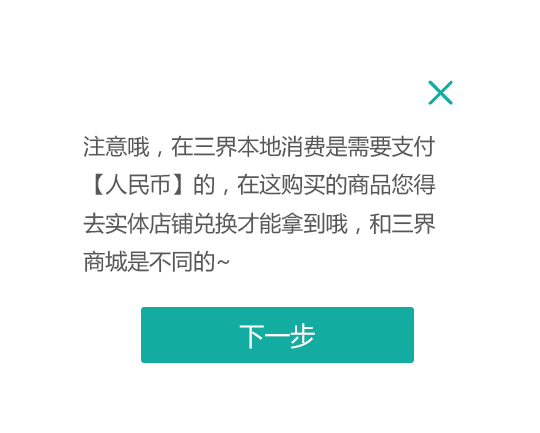 注意哦，在三界本地消费是需要支付
【人民币】的，在这购买的商品您得
去实体店铺兑换才能拿到哦，和三界
商城是不同的~
下一步